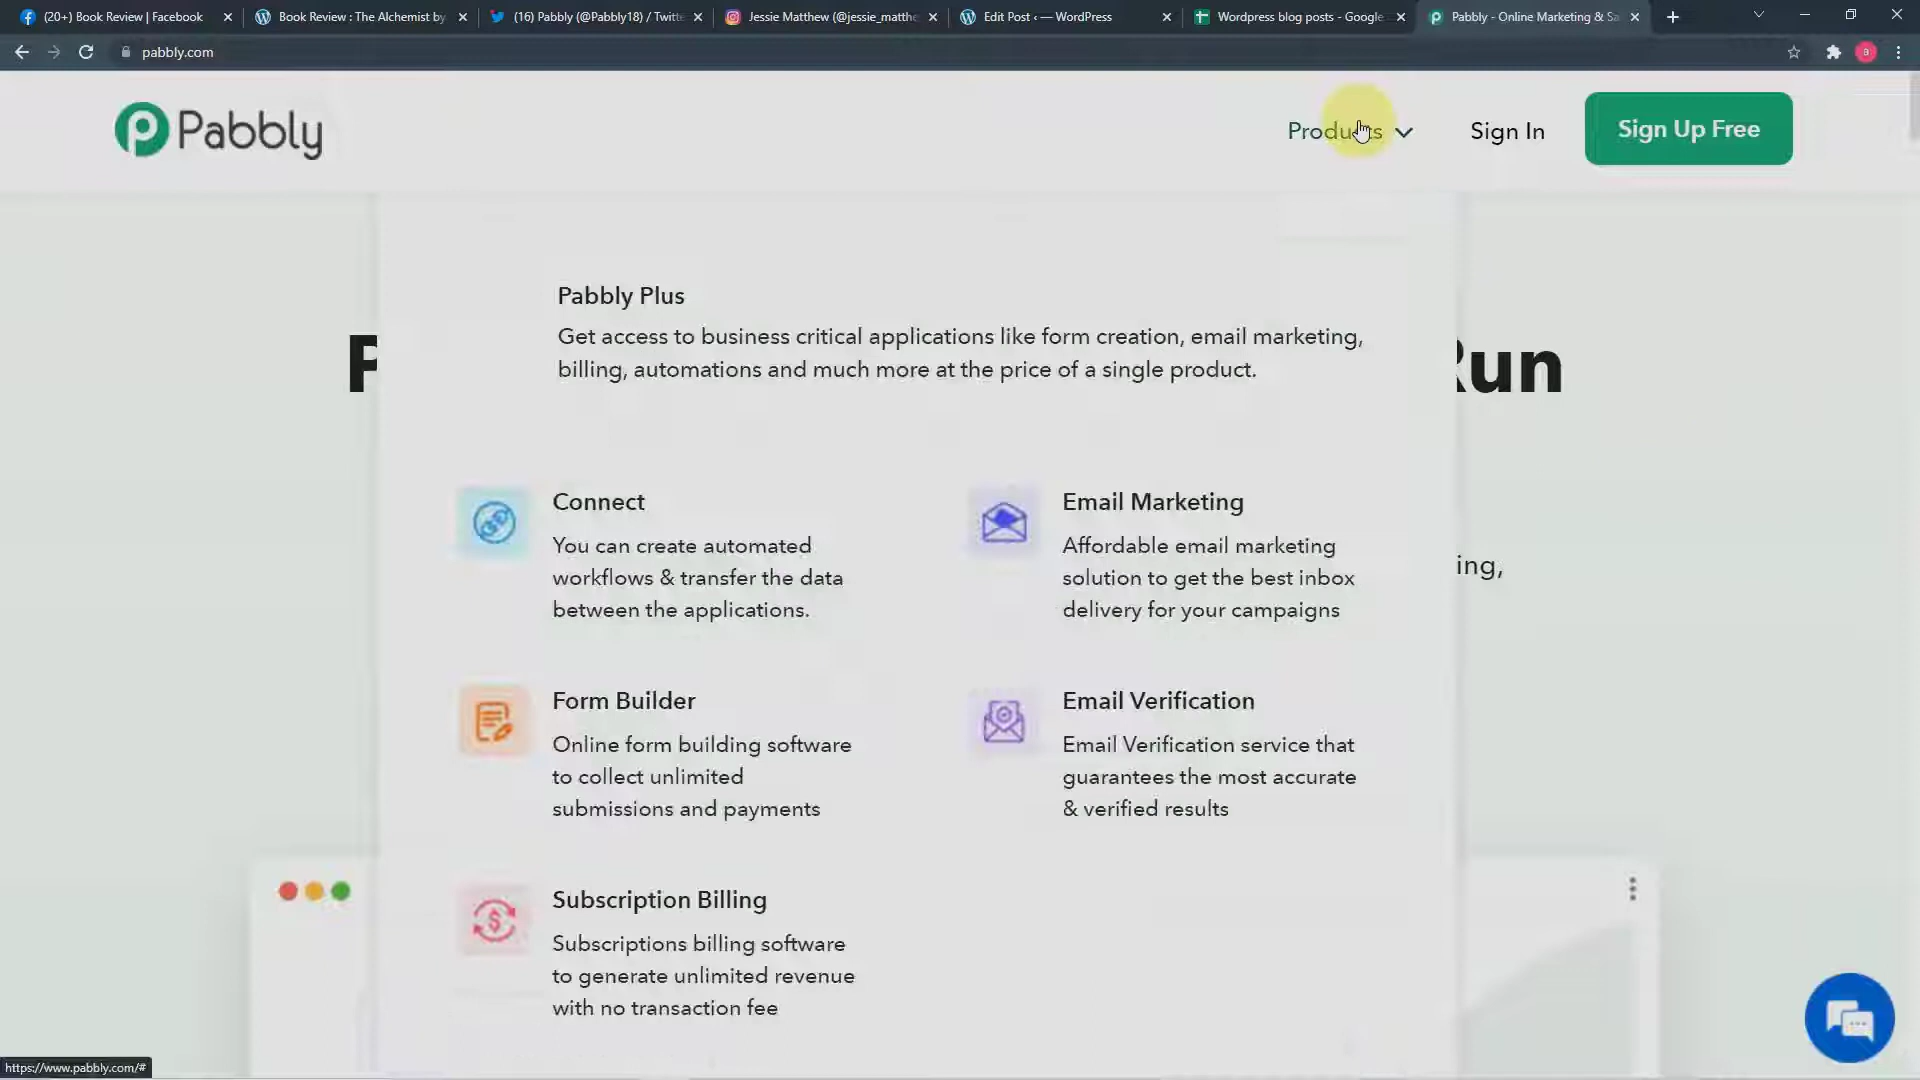 (20+) Book Review | Facebook
Book Review : The Alchemist by
(16) Pabbly (@Pabbly18) / Twitte
Jessie Matthew (@jessie_matthe
Edit Post ‹ — WordPress
Wordpress blog posts - Google
Pabbly - Online Marketing & Sa
pabbly.com
a
Pabbly
Products
Sign In
Sign Up Free
Pabbly Plus
Get access to business critical applications like form creation, email marketing,
billing, automations and much more at the price of a single product.
P
Run
Connect
You can create automated
workflows & transfer the data
between the applications.
Email Marketing
Affordable email marketing
solution to get the best inbox
delivery for your campaigns
ing,
Form Builder
Online form building software
to collect unlimited
submissions and payments
Email Verification
Email Verification service that
guarantees the most accurate
& verified results
Subscription Billing
Subscriptions billing software
to generate unlimited revenue
with no transaction fee
https://www.pabbly.com/#